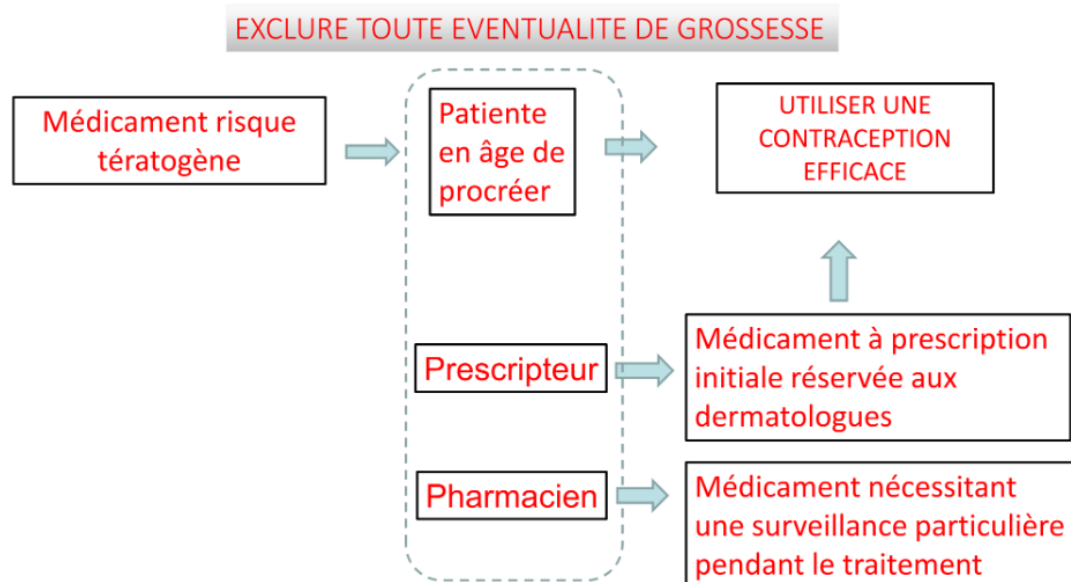 EXCLURE TOUTE EVENTUALITE DE GROSSESSE
Médicament risque
tératogène
Patiente
en âge de
procréer
UTILISER UNE
CONTRACEPTION
EFFICACE
Prescripteur
Médicament à prescription
initiale réservée aux
dermatologues
Pharmacien
Médicament nécessitant
une surveillance particulière
pendant le traitement